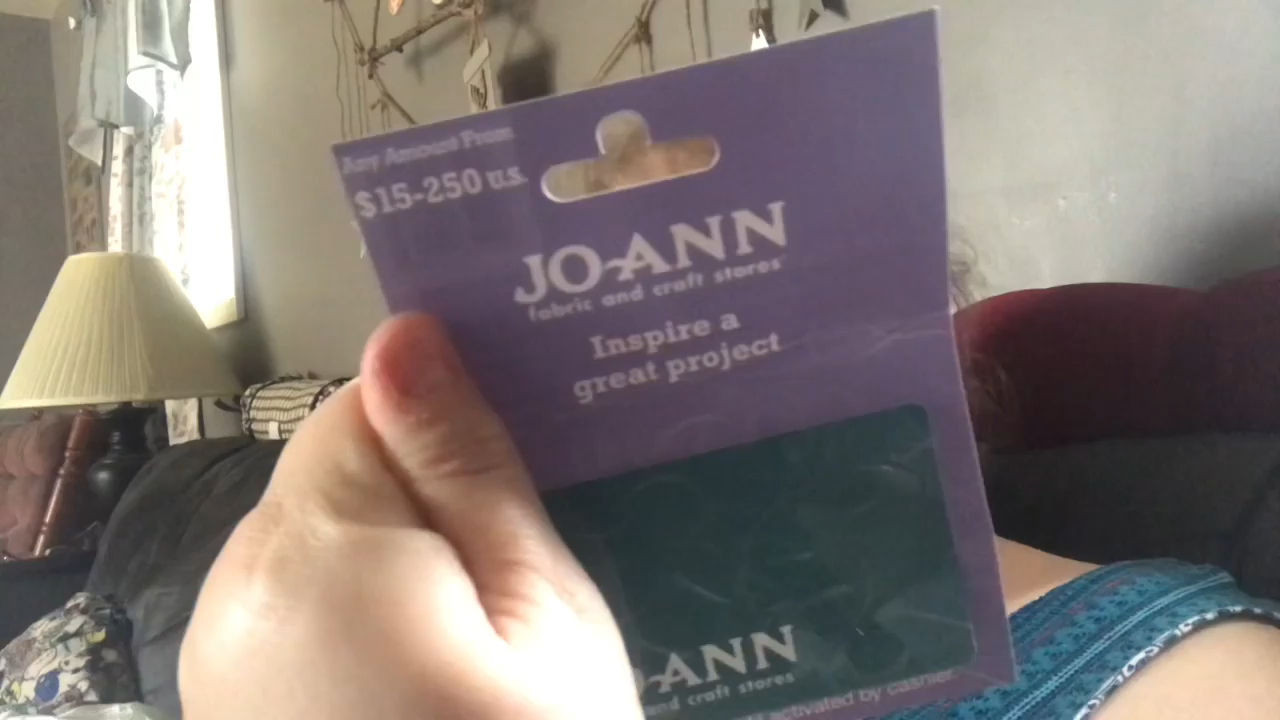 Any Amount From
$15-250 U.S.
JO-ANN
fabric and craft stores
Inspire a
great project
ANN
and craft stores
activated by cashier.